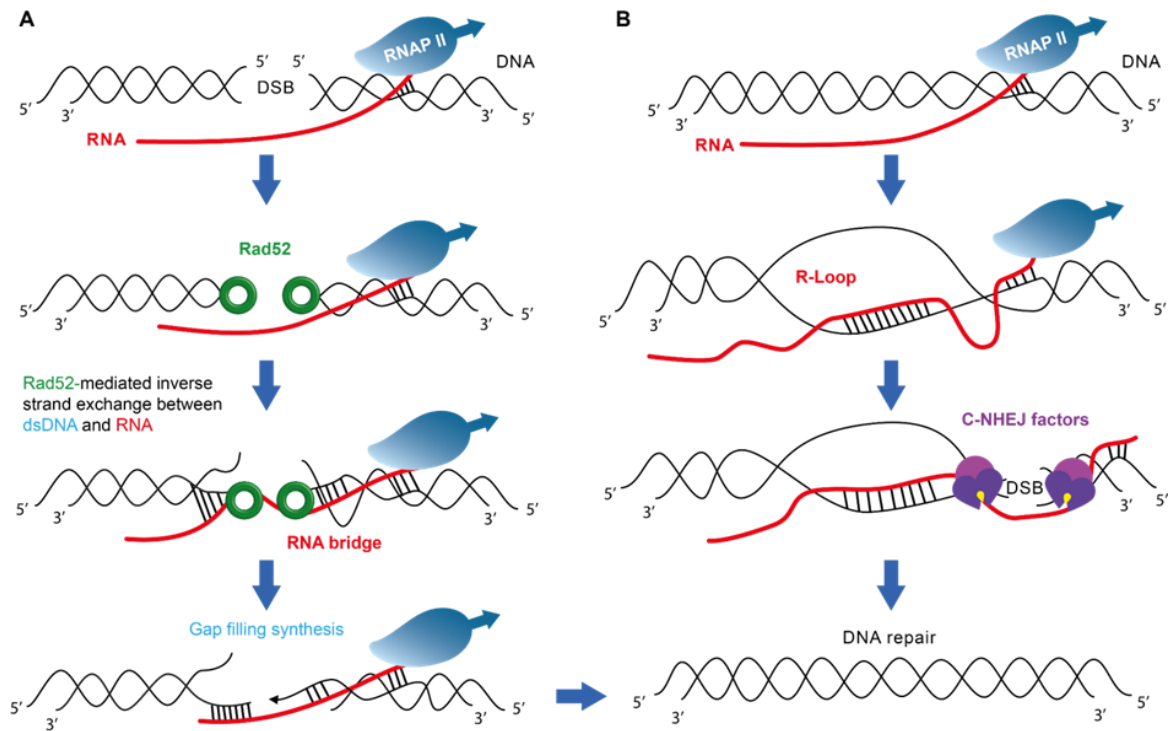 A
5’ 5’
DSB
RNAP II
DNA
5’
3’
3’
5’
RNA
Rad52
5’
3’
3’
5’
Rad52-mediated inverse
strand exchange between
dsDNA and RNA
5’
3’
3’
5’
RNA bridge
Gap filling synthesis
5’
3’
3’
5’
B
RNAP II
DNA
5’
3’
3’
5’
RNA
R-Loop
5’
3’
3’
5’
C-NHEJ factors
DSB
5’
3’
3’
5’
DNA repair
5’
3’
3’
5’